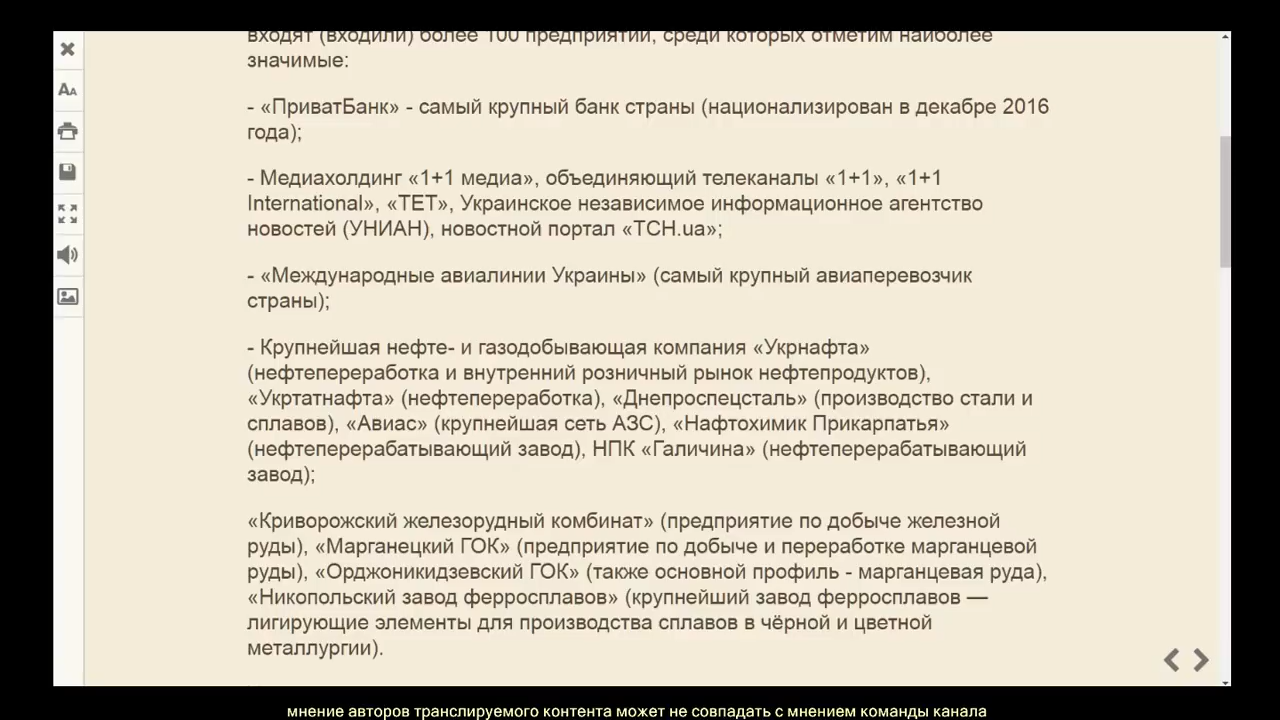 входят (входили) более 100 предприятий, среди которых отметим наиболее
значимые:
- «ПриватБанк» - самый крупный банк страны (национализирован в декабре 2016
года);
- Медиахолдинг «1+1 медиа», объединяющий телеканалы «1+1», «1+1
International», «ТЕТ», Украинское независимое информационное агентство
новостей (УНИАН), новостной портал «ТСН.ua»;
- «Международные авиалинии Украины» (самый крупный авиаперевозчик
страны);
- Крупнейшая нефте- и газодобывающая компания «Укрнафта»
(нефтепереработка и внутренний розничный рынок нефтепродуктов),
«Укртатнафта» (нефтепереработка), «Днепроспецсталь» (производство стали и
сплавов), «Авиас» (крупнейшая сеть АЗС), «Нафтохимик Прикарпатья»
(нефтеперерабатывающий завод), НПК «Галичина» (нефтеперерабатывающий
завод);
«Криворожский железорудный комбинат» (предприятие по добыче железной
руды), «Марганецкий ГОК» (предприятие по добыче и переработке марганцевой
руды), «Орджоникидзевский ГОК» (также основной профиль - марганцевая руда),
«Никопольский завод ферросплавов» (крупнейший завод ферросплавов —
лигирующие элементы для производства сплавов в чёрной и цветной
металлургии).
мнение авторов транслируемого контента может не совпадать с мнением команды канала